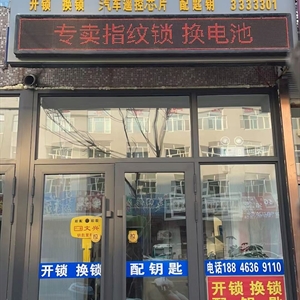 开锁 换锁 汽车遥控芯片 配匙 3333301
专卖指纹锁 换电池
开锁 换锁 配钥匙 电话188 4636 9110
开锁 换锁